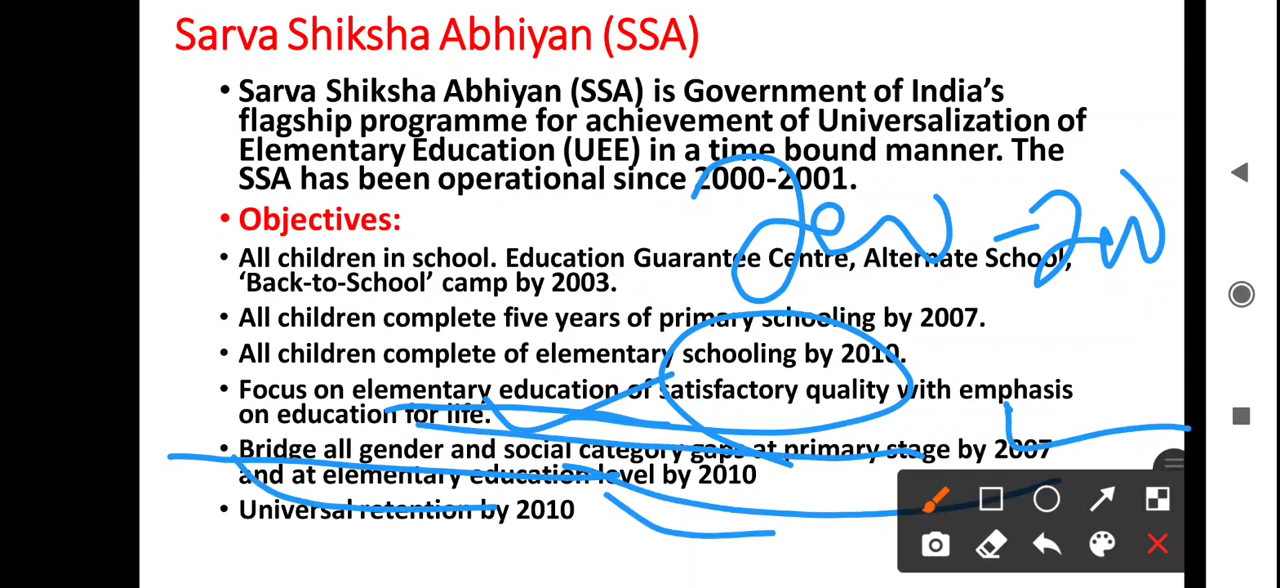 Sarva Shiksha Abhiyan (SSA)
• Sarva Shiksha Abhiyan (SSA) is Government of India's
flagship programme for achievement of Universalization of
Elementary Education (UEE) in a time bound manner. The
SSA has been operational since 2000-2001.
• Objectives:
• All children in school. Education Guarantee Centre, Alternate School,
'Back-to-School' camp by 2003.
• All children complete five years of primary schooling by 2007.
• All children complete of elementary schooling by 2010.
• Focus on elementary education of satisfactory quality with emphasis
on education for life.
• Bridge all gender and social category gaps at primary stage by 2007
and at elementary education level by 2010
• Universal retention by 2010